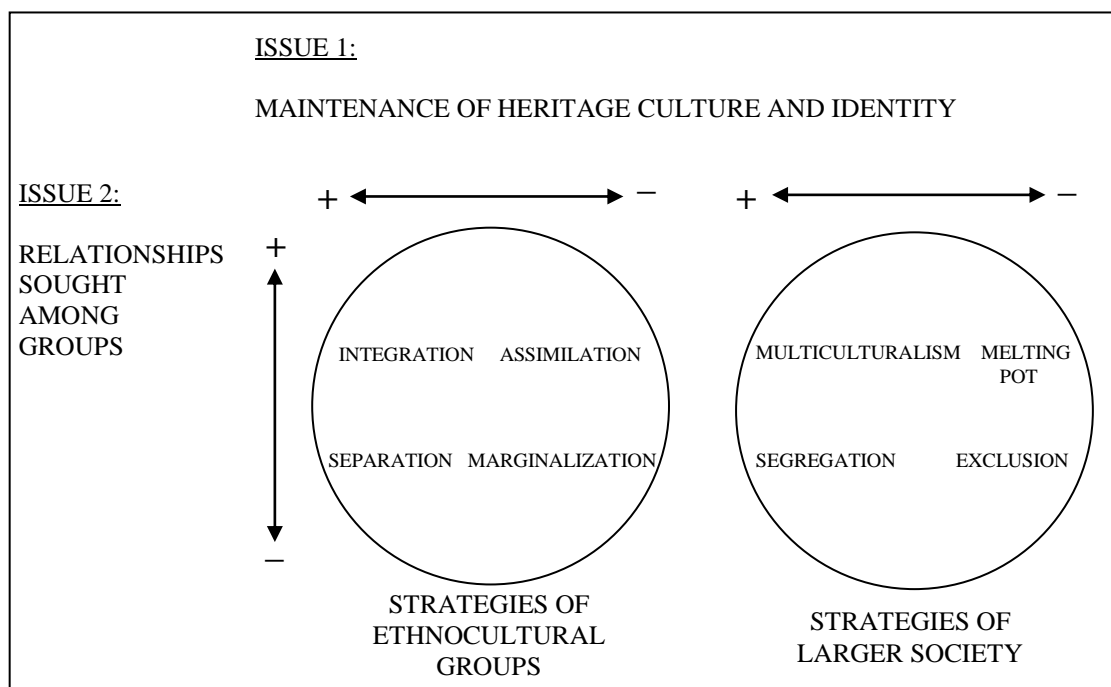 ISSUE 1:
MAINTENANCE OF HERITAGE CULTURE AND IDENTITY
ISSUE 2:
RELATIONSHIPS
SOUGHT
AMONG
GROUPS
+ –
+ –
+
–
INTEGRATION ASSIMILATION
SEPARATION MARGINALIZATION
STRATEGIES OF
ETHNOCULTURAL
GROUPS
MULTICULTURALISM MELTING
POT
SEGREGATION EXCLUSION
STRATEGIES OF
LARGER SOCIETY